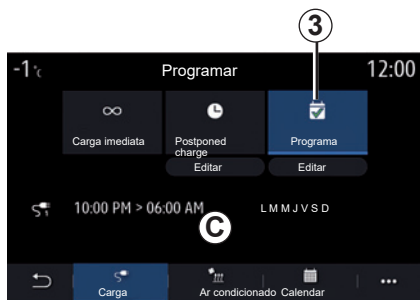 3
-1°c Programar 12:00
Carga imediata
Postponed
charge
Programa
Editar Editar
10:00 PM > 06:00 AM LMMJVSD
C
Carga Ar condicionado Calendar